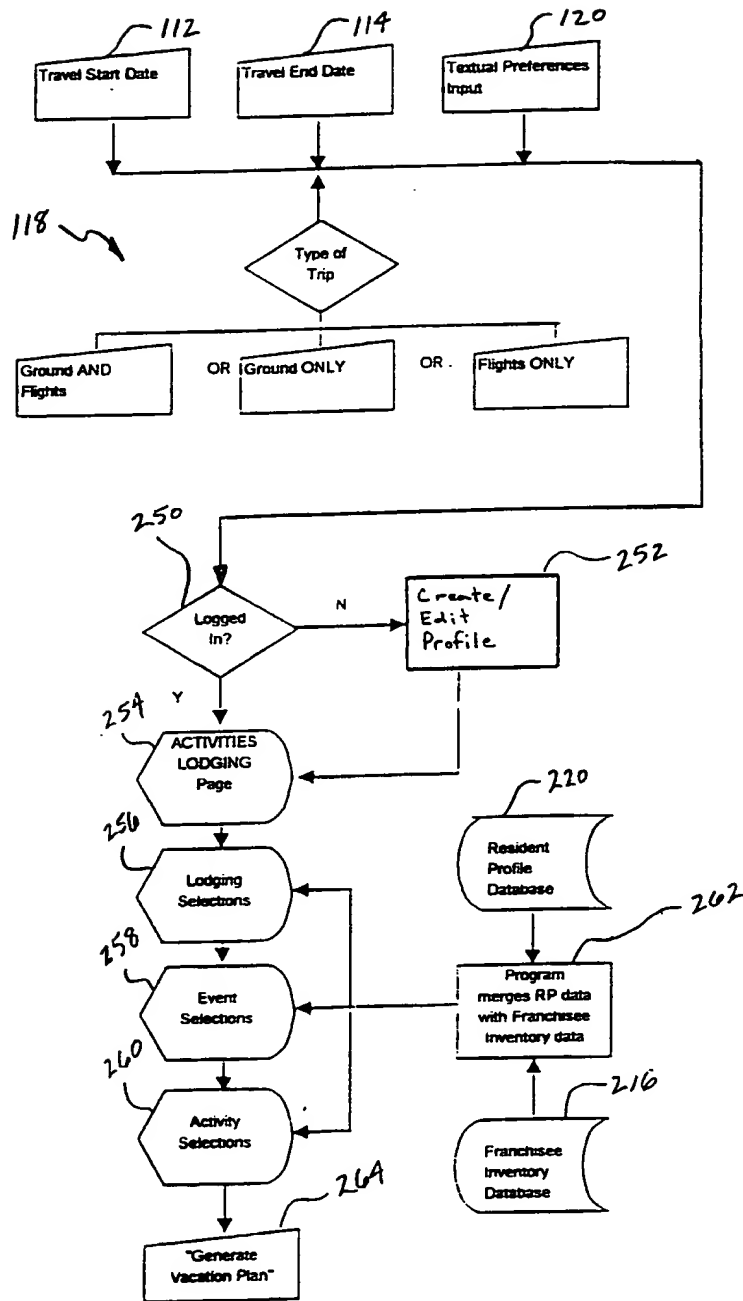 112
114
120
Travel Start Date
Travel End Date
Textual Preferences
Input
118
Type of
Trip
Ground AND
Flights
OR
Ground ONLY
OR.
Flights ONLY
250
252
Logged
In?
N
Create/
Edit
Profile
Y
254
ACTIVITIES
LODGING
Page
220
256
Lodging
Selections
Resident
Profile
Database
262
258
Event
Selections
Program
merges RP data
with Franchisee
Inventory data
260
216
Activity
Selections
Franchisee
Inventory
Database
264
"Generate
Vacation Plan"